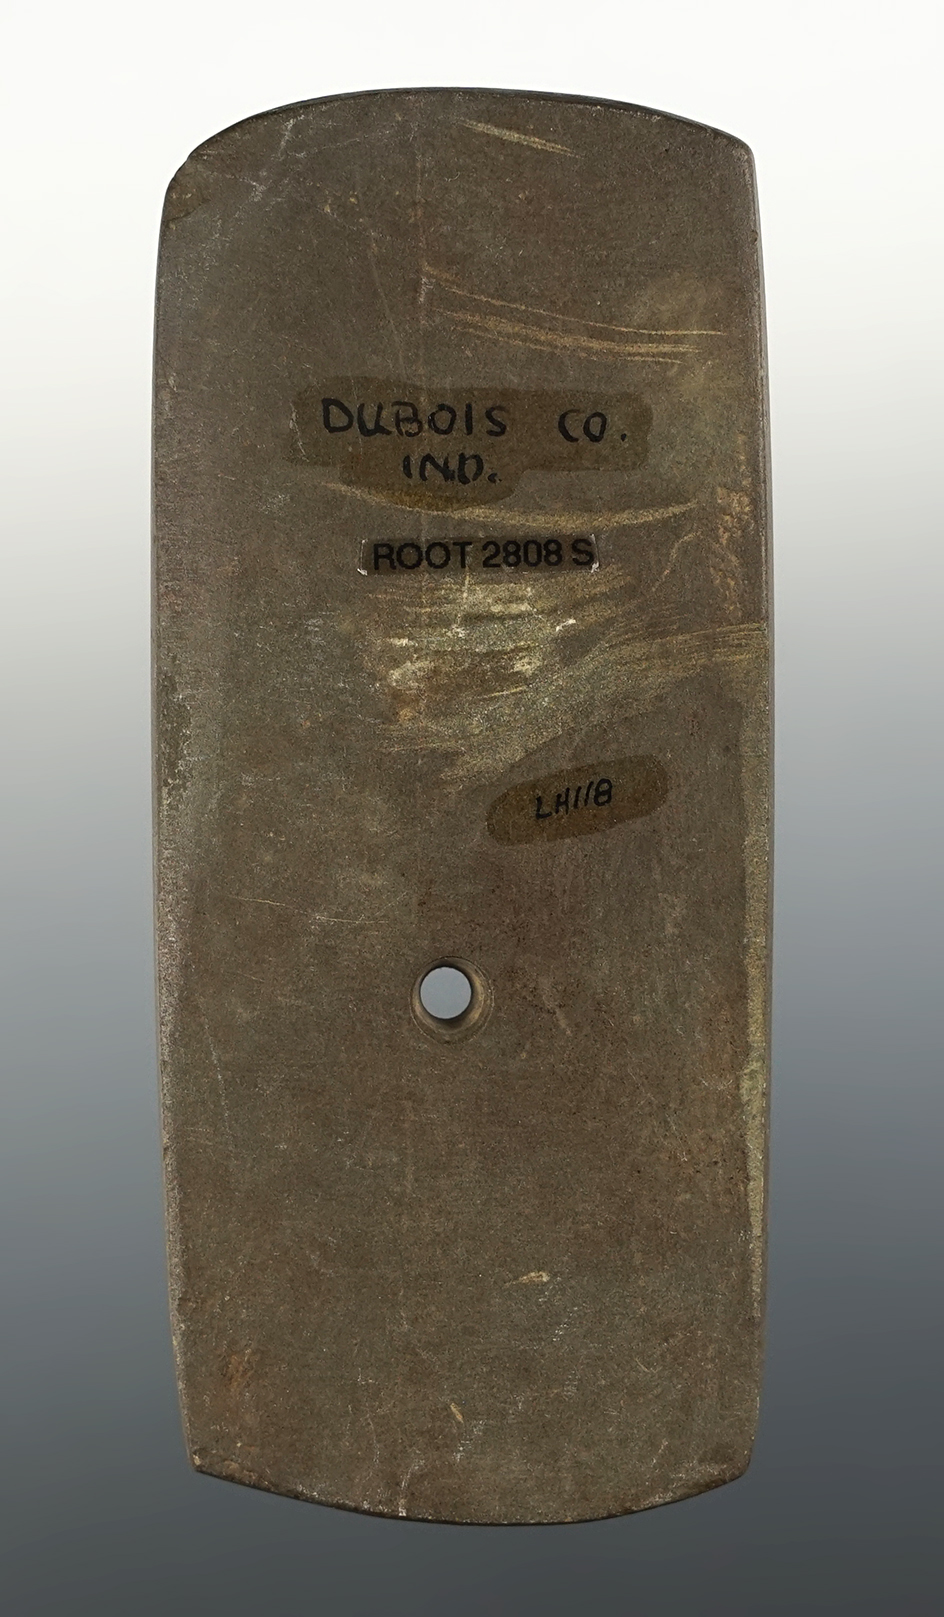 DUBOIS CO.
IND.
ROOT 2808 S
LH118